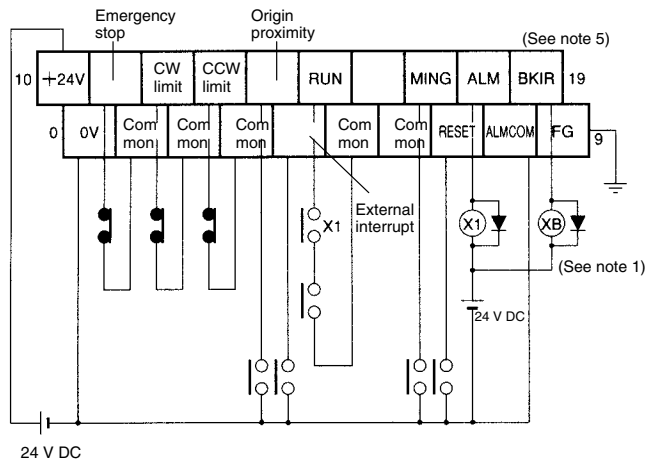 Emergency
stop
Origin
proximity
(See note 5)
10 +24V CW
limit CCW
limit RUN MING ALM BKIR 19
0 0V Com
mon Com
mon Com
mon Com
mon Com
mon RESET ALMCOM FG 9
X1
External
interrupt
X1
XB
(See note 1)
24 V DC
24 V DC